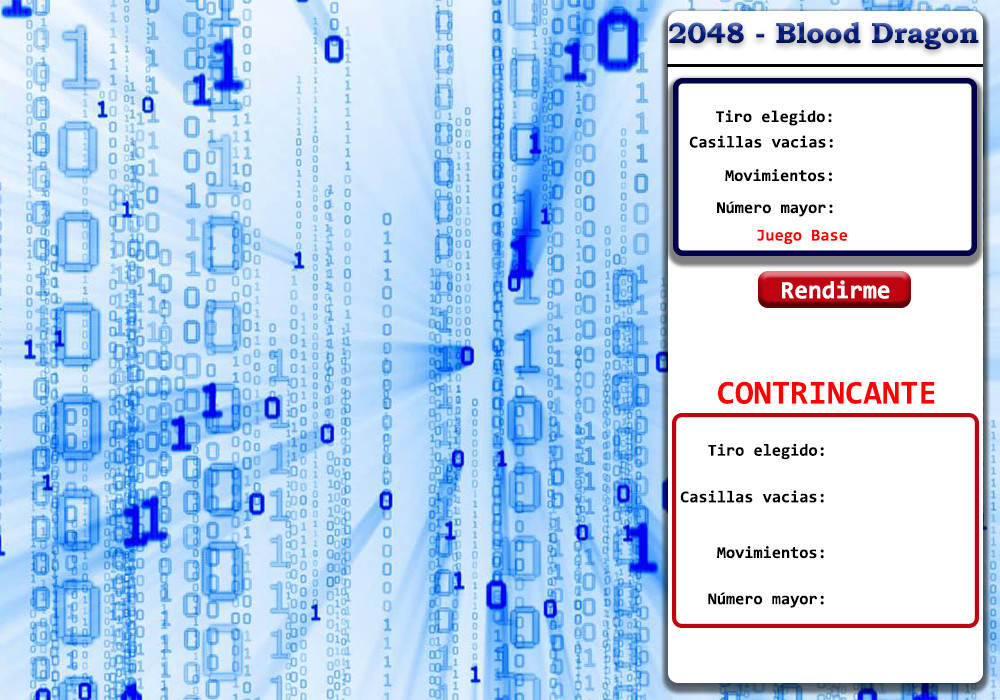 2048 - Blood Dragon
Tiro elegido:
Casillas vacias:
Movimientos:
Número mayor:
Juego Base
Rendirme
CONTRINCANTE
Tiro elegido:
Casillas vacias:
Movimientos:
Número mayor: